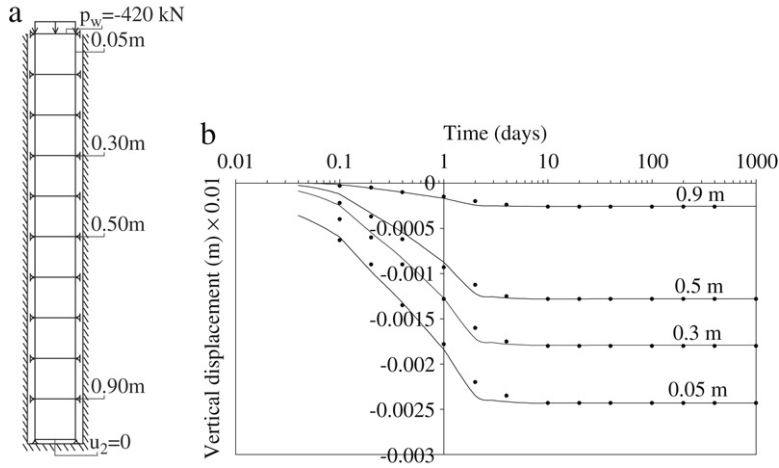 a
p_w=-420 kN
0.05m
0.30m
0.50m
0.90m
u_2=0
b
Time (days)
0.01 0.1 1 10 100 1000
Vertical displacement (m) × 0.01
0
-0.0005
-0.001
-0.0015
-0.002
-0.0025
-0.003
0.9 m
0.5 m
0.3 m
0.05 m